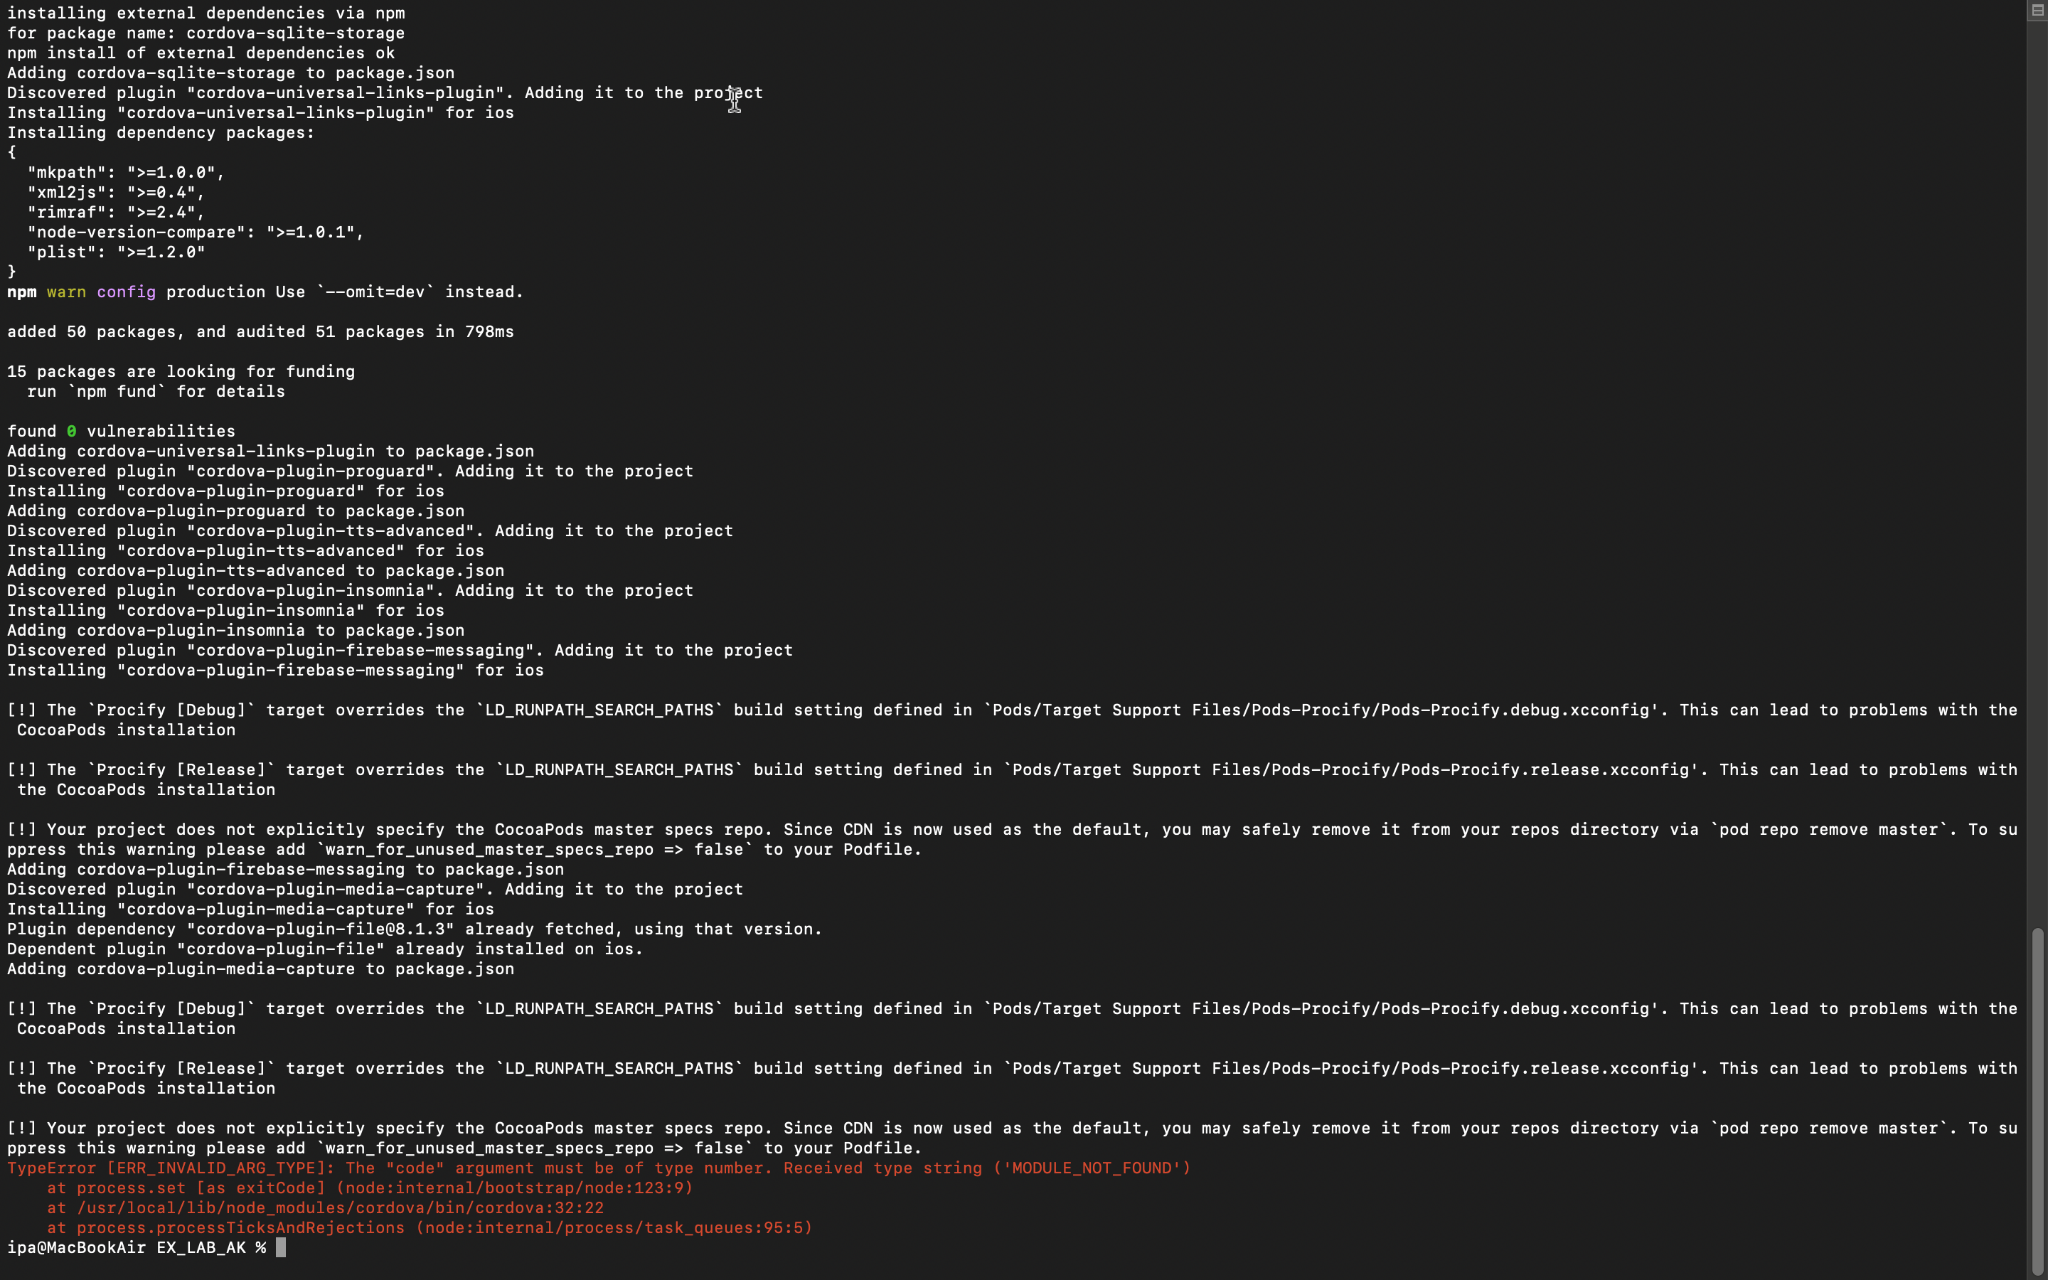 installing external dependencies via npm
for package name: cordova-sqlite-storage
npm install of external dependencies ok
Adding cordova-sqlite-storage to package.json
Discovered plugin "cordova-universal-links-plugin". Adding it to the project
Installing "cordova-universal-links-plugin" for ios
Installing dependency packages:
{
  "mkpath": ">=1.0.0",
  "xml2js": ">=0.4",
  "rimraf": ">=2.4",
  "node-version-compare": ">=1.0.1",
  "plist": ">=1.2.0"
}
npm warn config production Use `--omit=dev` instead.

added 50 packages, and audited 51 packages in 798ms

15 packages are looking for funding
  run `npm fund` for details

found 0 vulnerabilities
Adding cordova-universal-links-plugin to package.json
Discovered plugin "cordova-plugin-proguard". Adding it to the project
Installing "cordova-plugin-proguard" for ios
Adding cordova-plugin-proguard to package.json
Discovered plugin "cordova-plugin-tts-advanced". Adding it to the project
Installing "cordova-plugin-tts-advanced" for ios
Adding cordova-plugin-tts-advanced to package.json
Discovered plugin "cordova-plugin-insomnia". Adding it to the project
Installing "cordova-plugin-insomnia" for ios
Adding cordova-plugin-insomnia to package.json
Discovered plugin "cordova-plugin-firebase-messaging". Adding it to the project
Installing "cordova-plugin-firebase-messaging" for ios

[!] The `Procify [Debug]` target overrides the `LD_RUNPATH_SEARCH_PATHS` build setting defined in `Pods/Target Support Files/Pods-Procify/Pods-Procify.debug.xcconfig'. This can lead to problems with the
 CocoaPods installation

[!] The `Procify [Release]` target overrides the `LD_RUNPATH_SEARCH_PATHS` build setting defined in `Pods/Target Support Files/Pods-Procify/Pods-Procify.release.xcconfig'. This can lead to problems with
 the CocoaPods installation

[!] Your project does not explicitly specify the CocoaPods master specs repo. Since CDN is now used as the default, you may safely remove it from your repos directory via `pod repo remove master`. To su
ppress this warning please add `warn_for_unused_master_specs_repo => false` to your Podfile.
Adding cordova-plugin-firebase-messaging to package.json
Discovered plugin "cordova-plugin-media-capture". Adding it to the project
Installing "cordova-plugin-media-capture" for ios
Plugin dependency "cordova-plugin-file@8.1.3" already fetched, using that version.
Dependent plugin "cordova-plugin-file" already installed on ios.
Adding cordova-plugin-media-capture to package.json

[!] The `Procify [Debug]` target overrides the `LD_RUNPATH_SEARCH_PATHS` build setting defined in `Pods/Target Support Files/Pods-Procify/Pods-Procify.debug.xcconfig'. This can lead to problems with the
 CocoaPods installation

[!] The `Procify [Release]` target overrides the `LD_RUNPATH_SEARCH_PATHS` build setting defined in `Pods/Target Support Files/Pods-Procify/Pods-Procify.release.xcconfig'. This can lead to problems with
 the CocoaPods installation

[!] Your project does not explicitly specify the CocoaPods master specs repo. Since CDN is now used as the default, you may safely remove it from your repos directory via `pod repo remove master`. To su
ppress this warning please add `warn_for_unused_master_specs_repo => false` to your Podfile.
TypeError [ERR_INVALID_ARG_TYPE]: The "code" argument must be of type number. Received type string ('MODULE_NOT_FOUND')
    at process.set [as exitCode] (node:internal/bootstrap/node:123:9)
    at /usr/local/lib/node_modules/cordova/bin/cordova:32:22
    at process.processTicksAndRejections (node:internal/process/task_queues:95:5)
ipa@MacBookAir EX_LAB_AK %